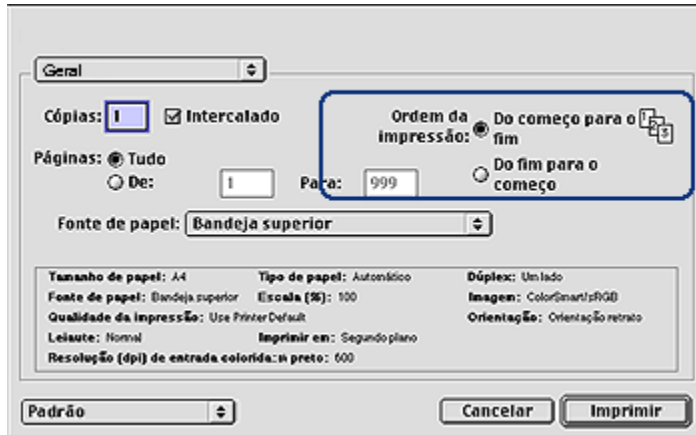 Geral
Cópias: 1 Intercalado
Ordem da impressão: Do começo para o fim
Páginas: Tudo
Do fim para o começo
De: 1 Para: 999
Fonte de papel: Bandeja superior
Tamanho de papel: A4 Tipo de papel: Automático Dúplex: Um lado
Fonte de papel: Bandeja superior Escala (%): 100 Imagem: ColorSmart/sRGB
Qualidade da impressão: Use Printer Default Orientação: Orientação retrato
Leiaute: Normal Imprimir em: Segundo plano
Resolução (dpi) de entrada colorida: n preto: 600
Padrão
Cancelar Imprimir